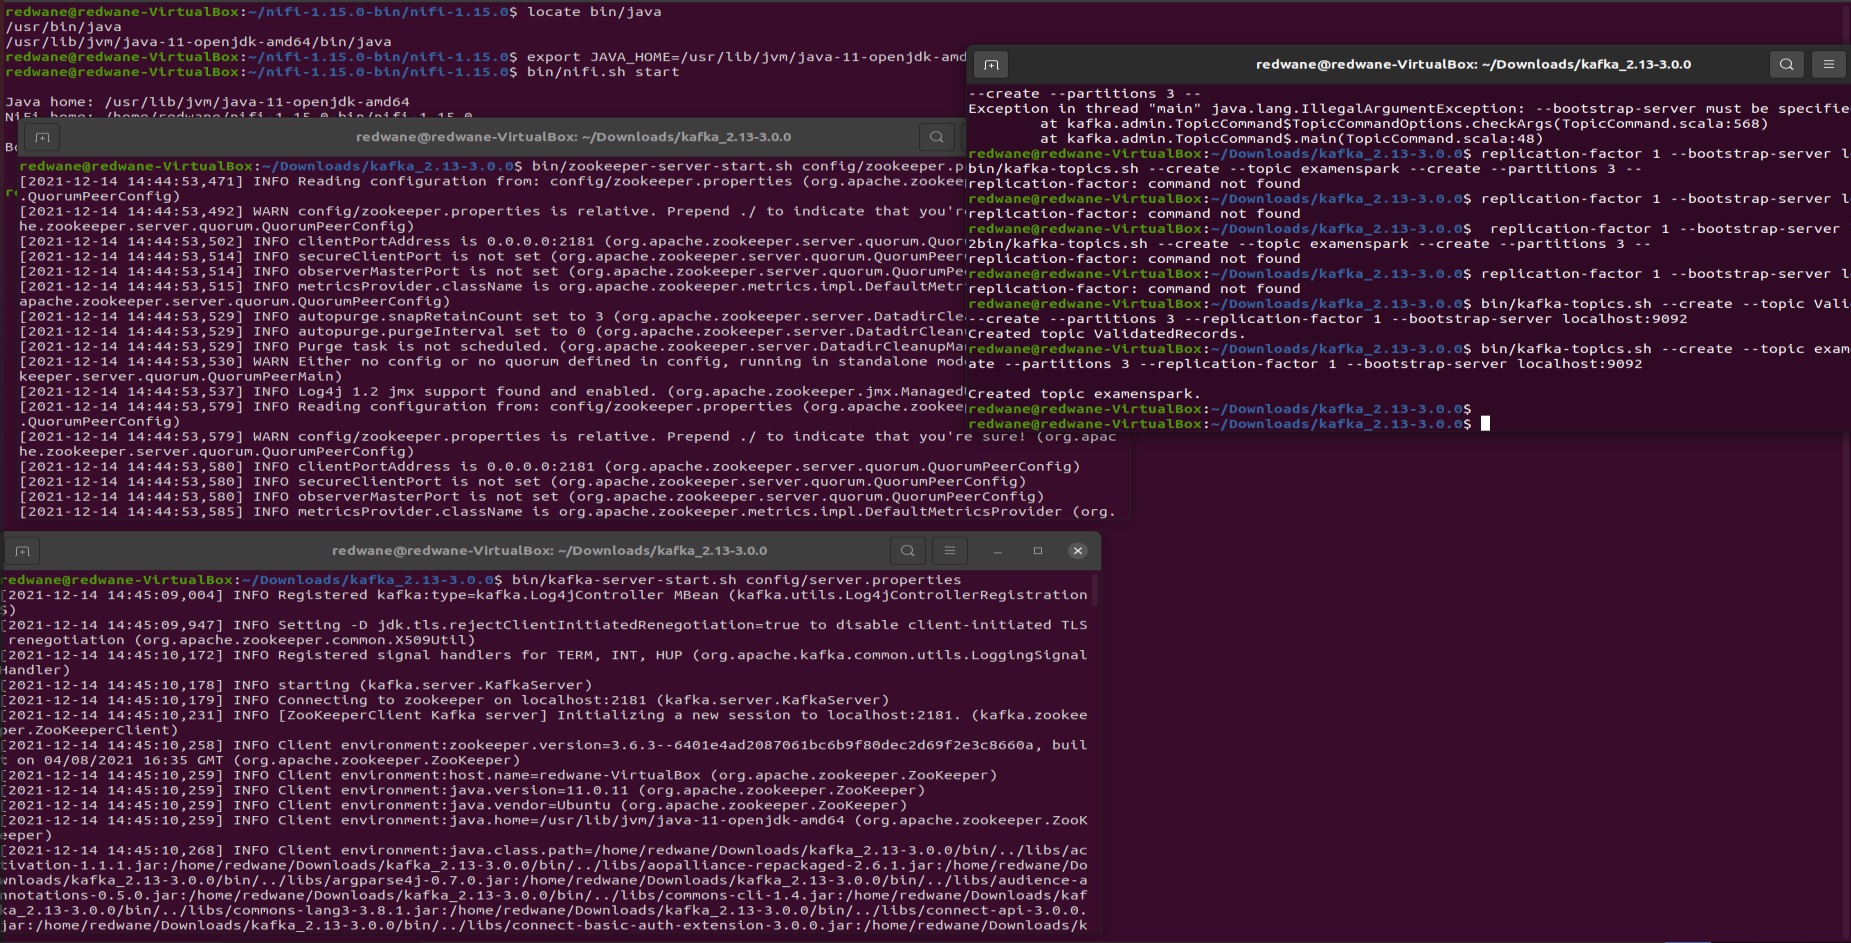 redwane@redwane-VirtualBox:~/nifi-1.15.0-bin/nifi-1.15.0$ locate bin/java
/usr/bin/java
/usr/lib/jvm/java-11-openjdk-amd64/bin/java
redwane@redwane-VirtualBox:~/nifi-1.15.0-bin/nifi-1.15.0$ export JAVA_HOME=/usr/lib/jvm/java-11-openjdk-amd
redwane@redwane-VirtualBox:~/nifi-1.15.0-bin/nifi-1.15.0$ bin/nifi.sh start
Java home: /usr/lib/jvm/java-11-openjdk-amd64
NiFi home: /home/redwane/nifi-1.15.0-bin/nifi-1.15.0
redwane@redwane-VirtualBox: ~/Downloads/kafka_2.13-3.0.0
redwane@redwane-VirtualBox:~/Downloads/kafka_2.13-3.0.0$ bin/zookeeper-server-start.sh config/zookeeper.p
[2021-12-14 14:44:53,471] INFO Reading configuration from: config/zookeeper.properties (org.apache.zookee
.QuorumPeerConfig)
[2021-12-14 14:44:53,492] WARN config/zookeeper.properties is relative. Prepend ./ to indicate that you'r
he.zookeeper.server.quorum.QuorumPeerConfig)
[2021-12-14 14:44:53,502] INFO clientPortAddress is 0.0.0.0:2181 (org.apache.zookeeper.server.quorum.Quor
[2021-12-14 14:44:53,514] INFO secureClientPort is not set (org.apache.zookeeper.server.quorum.QuorumPeer
[2021-12-14 14:44:53,514] INFO observerMasterPort is not set (org.apache.zookeeper.server.quorum.QuorumPe
[2021-12-14 14:44:53,515] INFO metricsProvider.className is org.apache.zookeeper.metrics.impl.DefaultMetr
apache.zookeeper.server.quorum.QuorumPeerConfig)
[2021-12-14 14:44:53,529] INFO autopurge.snapRetainCount set to 3 (org.apache.zookeeper.server.DatadirCle
[2021-12-14 14:44:53,529] INFO autopurge.purgeInterval set to 0 (org.apache.zookeeper.server.DatadirClean
[2021-12-14 14:44:53,529] INFO Purge task is not scheduled. (org.apache.zookeeper.server.DatadirCleanupMa
[2021-12-14 14:44:53,530] WARN Either no config or no quorum defined in config, running in standalone mod
keeper.server.quorum.QuorumPeerMain)
[2021-12-14 14:44:53,537] INFO Log4j 1.2 jmx support found and enabled. (org.apache.zookeeper.jmx.Managed
[2021-12-14 14:44:53,579] INFO Reading configuration from: config/zookeeper.properties (org.apache.zookee
.QuorumPeerConfig)
[2021-12-14 14:44:53,579] WARN config/zookeeper.properties is relative. Prepend ./ to indicate that you're sure! (org.apac
he.zookeeper.server.quorum.QuorumPeerConfig)
[2021-12-14 14:44:53,580] INFO clientPortAddress is 0.0.0.0:2181 (org.apache.zookeeper.server.quorum.QuorumPeerConfig)
[2021-12-14 14:44:53,580] INFO secureClientPort is not set (org.apache.zookeeper.server.quorum.QuorumPeerConfig)
[2021-12-14 14:44:53,580] INFO observerMasterPort is not set (org.apache.zookeeper.server.quorum.QuorumPeerConfig)
[2021-12-14 14:44:53,585] INFO metricsProvider.className is org.apache.zookeeper.metrics.impl.DefaultMetricsProvider (org.
redwane@redwane-VirtualBox: ~/Downloads/kafka_2.13-3.0.0
--create --partitions 3 --
Exception in thread "main" java.lang.IllegalArgumentException: --bootstrap-server must be specifie
at kafka.admin.TopicCommand$TopicCommandOptions.checkArgs(TopicCommand.scala:568)
at kafka.admin.TopicCommand$.main(TopicCommand.scala:48)
redwane@redwane-VirtualBox:~/Downloads/kafka_2.13-3.0.0$ replication-factor 1 --bootstrap-server l
bin/kafka-topics.sh --create --topic examenspark --create --partitions 3 --
replication-factor: command not found
redwane@redwane-VirtualBox:~/Downloads/kafka_2.13-3.0.0$ replication-factor 1 --bootstrap-server l
replication-factor: command not found
redwane@redwane-VirtualBox:~/Downloads/kafka_2.13-3.0.0$  replication-factor 1 --bootstrap-server
2bin/kafka-topics.sh --create --topic examenspark --create --partitions 3 --
replication-factor: command not found
redwane@redwane-VirtualBox:~/Downloads/kafka_2.13-3.0.0$ replication-factor 1 --bootstrap-server l
replication-factor: command not found
redwane@redwane-VirtualBox:~/Downloads/kafka_2.13-3.0.0$ bin/kafka-topics.sh --create --topic Vali
--create --partitions 3 --replication-factor 1 --bootstrap-server localhost:9092
Created topic ValidatedRecords.
redwane@redwane-VirtualBox:~/Downloads/kafka_2.13-3.0.0$ bin/kafka-topics.sh --create --topic exam
ate --partitions 3 --replication-factor 1 --bootstrap-server localhost:9092
Created topic examenspark.
redwane@redwane-VirtualBox:~/Downloads/kafka_2.13-3.0.0$
redwane@redwane-VirtualBox:~/Downloads/kafka_2.13-3.0.0$
redwane@redwane-VirtualBox: ~/Downloads/kafka_2.13-3.0.0
redwane@redwane-VirtualBox:~/Downloads/kafka_2.13-3.0.0$ bin/kafka-server-start.sh config/server.properties
[2021-12-14 14:45:09,004] INFO Registered kafka:type=kafka.Log4jController MBean (kafka.utils.Log4jControllerRegistration
$)
[2021-12-14 14:45:09,947] INFO Setting -D jdk.tls.rejectClientInitiatedRenegotiation=true to disable client-initiated TLS
renegotiation (org.apache.zookeeper.common.X509Util)
[2021-12-14 14:45:10,172] INFO Registered signal handlers for TERM, INT, HUP (org.apache.kafka.common.utils.LoggingSignal
Handler)
[2021-12-14 14:45:10,178] INFO starting (kafka.server.KafkaServer)
[2021-12-14 14:45:10,179] INFO Connecting to zookeeper on localhost:2181 (kafka.server.KafkaServer)
[2021-12-14 14:45:10,231] INFO [ZooKeeperClient Kafka server] Initializing a new session to localhost:2181. (kafka.zookee
per.ZooKeeperClient)
[2021-12-14 14:45:10,258] INFO Client environment:zookeeper.version=3.6.3--6401e4ad2087061bc6b9f80dec2d69f2e3c8660a, buil
t on 04/08/2021 16:35 GMT (org.apache.zookeeper.ZooKeeper)
[2021-12-14 14:45:10,259] INFO Client environment:host.name=redwane-VirtualBox (org.apache.zookeeper.ZooKeeper)
[2021-12-14 14:45:10,259] INFO Client environment:java.version=11.0.11 (org.apache.zookeeper.ZooKeeper)
[2021-12-14 14:45:10,259] INFO Client environment:java.vendor=Ubuntu (org.apache.zookeeper.ZooKeeper)
[2021-12-14 14:45:10,259] INFO Client environment:java.home=/usr/lib/jvm/java-11-openjdk-amd64 (org.apache.zookeeper.ZooK
eeper)
[2021-12-14 14:45:10,268] INFO Client environment:java.class.path=/home/redwane/Downloads/kafka_2.13-3.0.0/bin/../libs/ac
tivation-1.1.1.jar:/home/redwane/Downloads/kafka_2.13-3.0.0/bin/../libs/aopalliance-repackaged-2.6.1.jar:/home/redwane/Do
wnloads/kafka_2.13-3.0.0/bin/../libs/argparse4j-0.7.0.jar:/home/redwane/Downloads/kafka_2.13-3.0.0/bin/../libs/audience-a
nnotations-0.5.0.jar:/home/redwane/Downloads/kafka_2.13-3.0.0/bin/../libs/commons-cli-1.4.jar:/home/redwane/Downloads/kaf
ka_2.13-3.0.0/bin/../libs/commons-lang3-3.8.1.jar:/home/redwane/Downloads/kafka_2.13-3.0.0/bin/../libs/connect-api-3.0.0.
jar:/home/redwane/Downloads/kafka_2.13-3.0.0/bin/../libs/connect-basic-auth-extension-3.0.0.jar:/home/redwane/Downloads/k